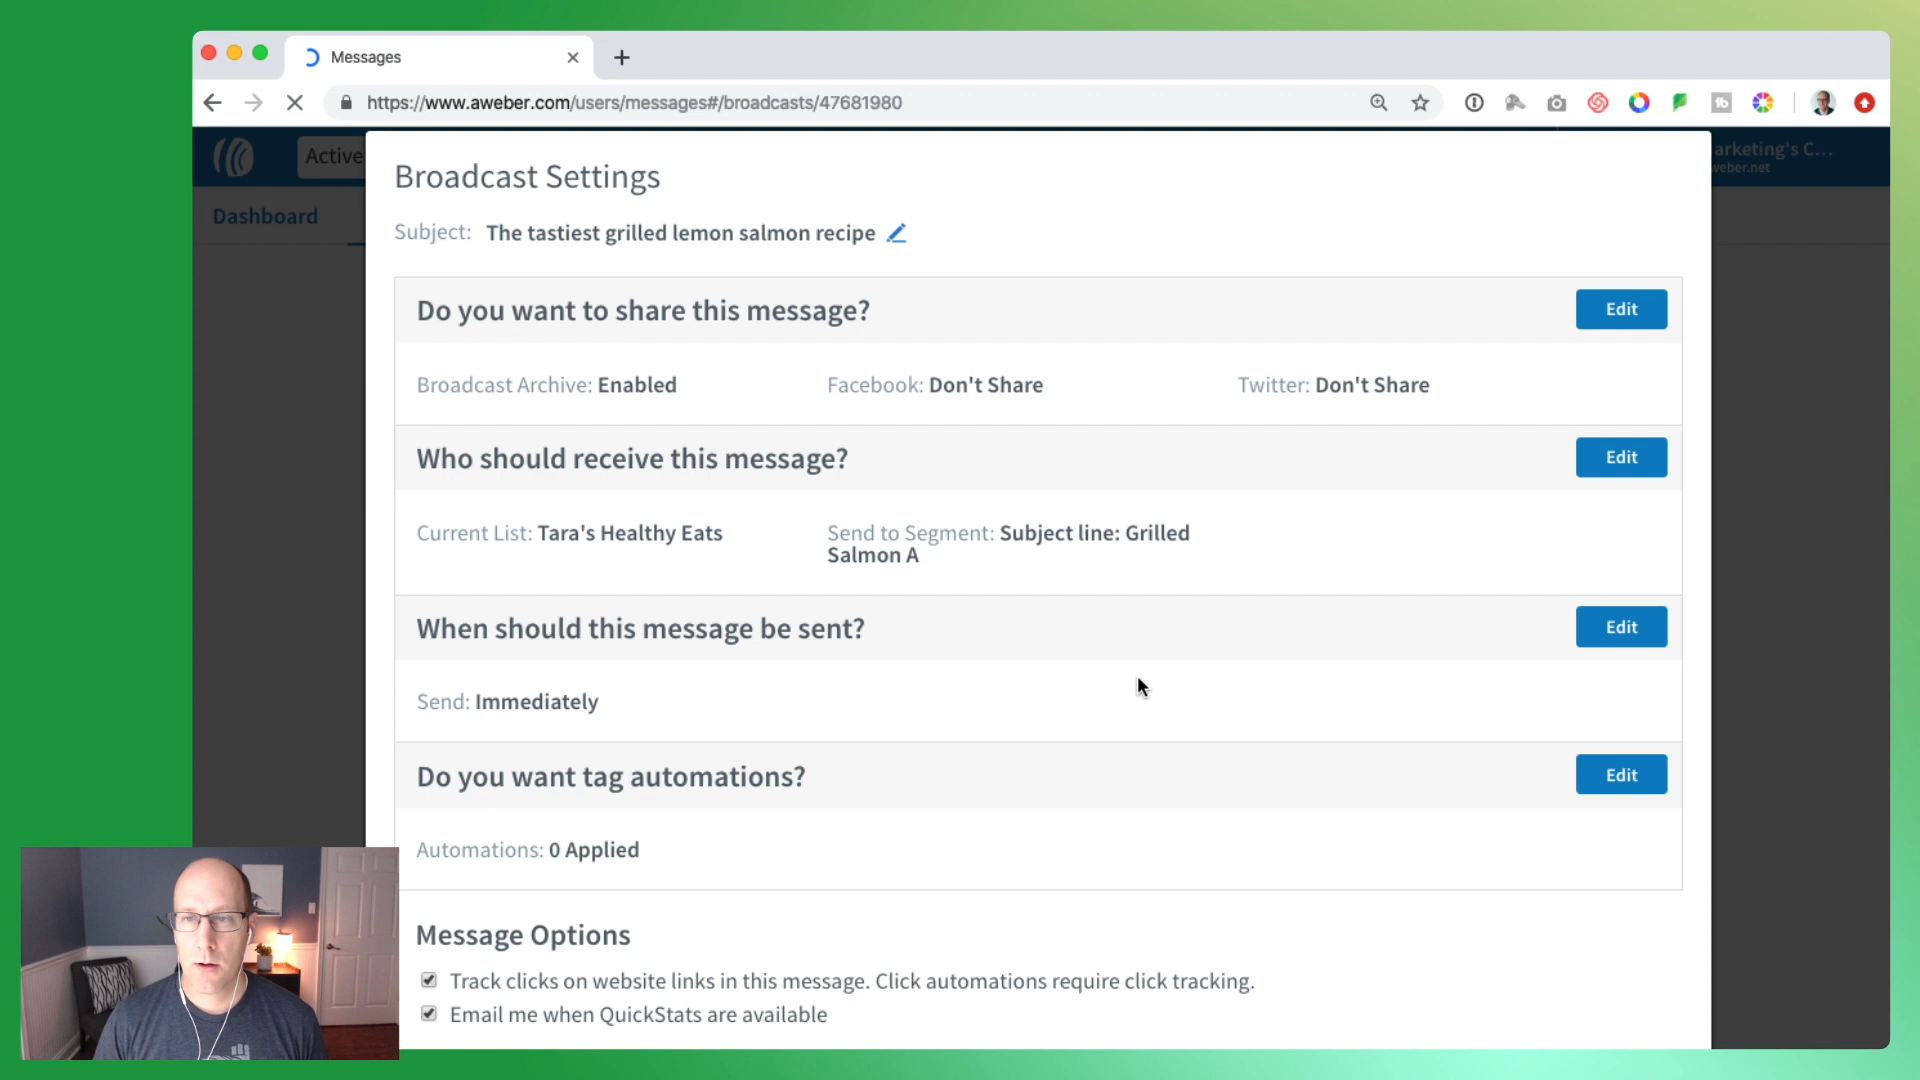 Messages
https://www.aweber.com/users/messages#/broadcasts/47681980
Active
arketing's C...
weber.net
Dashboard
Broadcast Settings
Subject: The tastiest grilled lemon salmon recipe
Do you want to share this message?
Edit
Broadcast Archive: Enabled
Facebook: Don't Share
Twitter: Don't Share
Who should receive this message?
Edit
Current List: Tara's Healthy Eats
Send to Segment: Subject line: Grilled
Salmon A
When should this message be sent?
Edit
Send: Immediately
Do you want tag automations?
Edit
Automations: 0 Applied
Message Options
Track clicks on website links in this message. Click automations require click tracking.
Email me when QuickStats are available